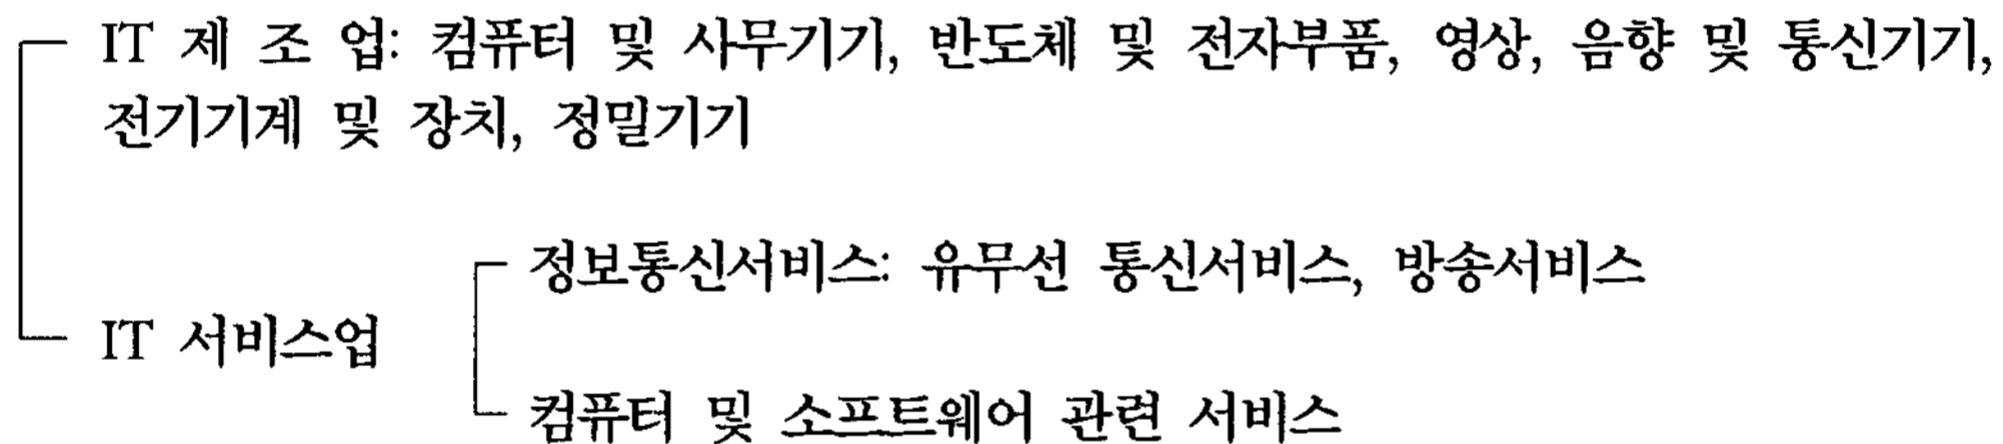 IT 제 조 업: 컴퓨터 및 사무기기, 반도체 및 전자부품, 영상, 음향 및 통신기기,
전기기계 및 장치, 정밀기기
정보통신서비스: 유무선 통신서비스, 방송서비스
IT 서비스업
컴퓨터 및 소프트웨어 관련 서비스